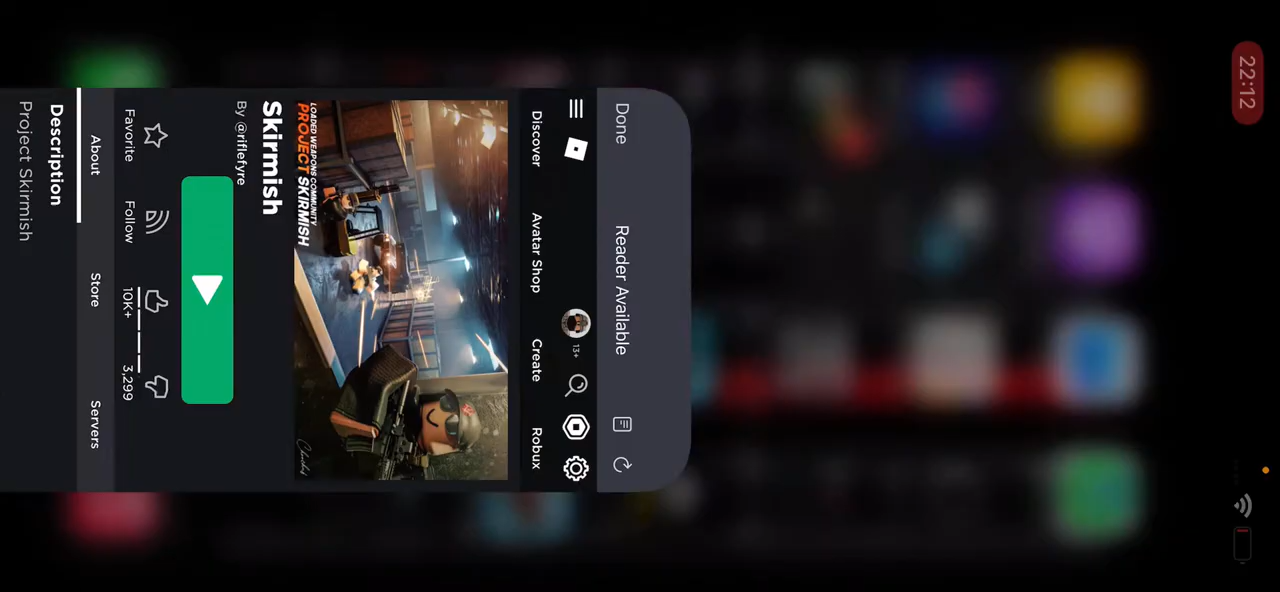 22:12
Done
Reader Available
13+
Discover
Avatar Shop
Create
Robux
LOADED WEAPONS COMMUNITY
PROJECT SKIRMISH
Skirmish
By @riflefyre
Favorite
Follow
10K+
3,299
About
Store
Servers
Description
Project Skirmish